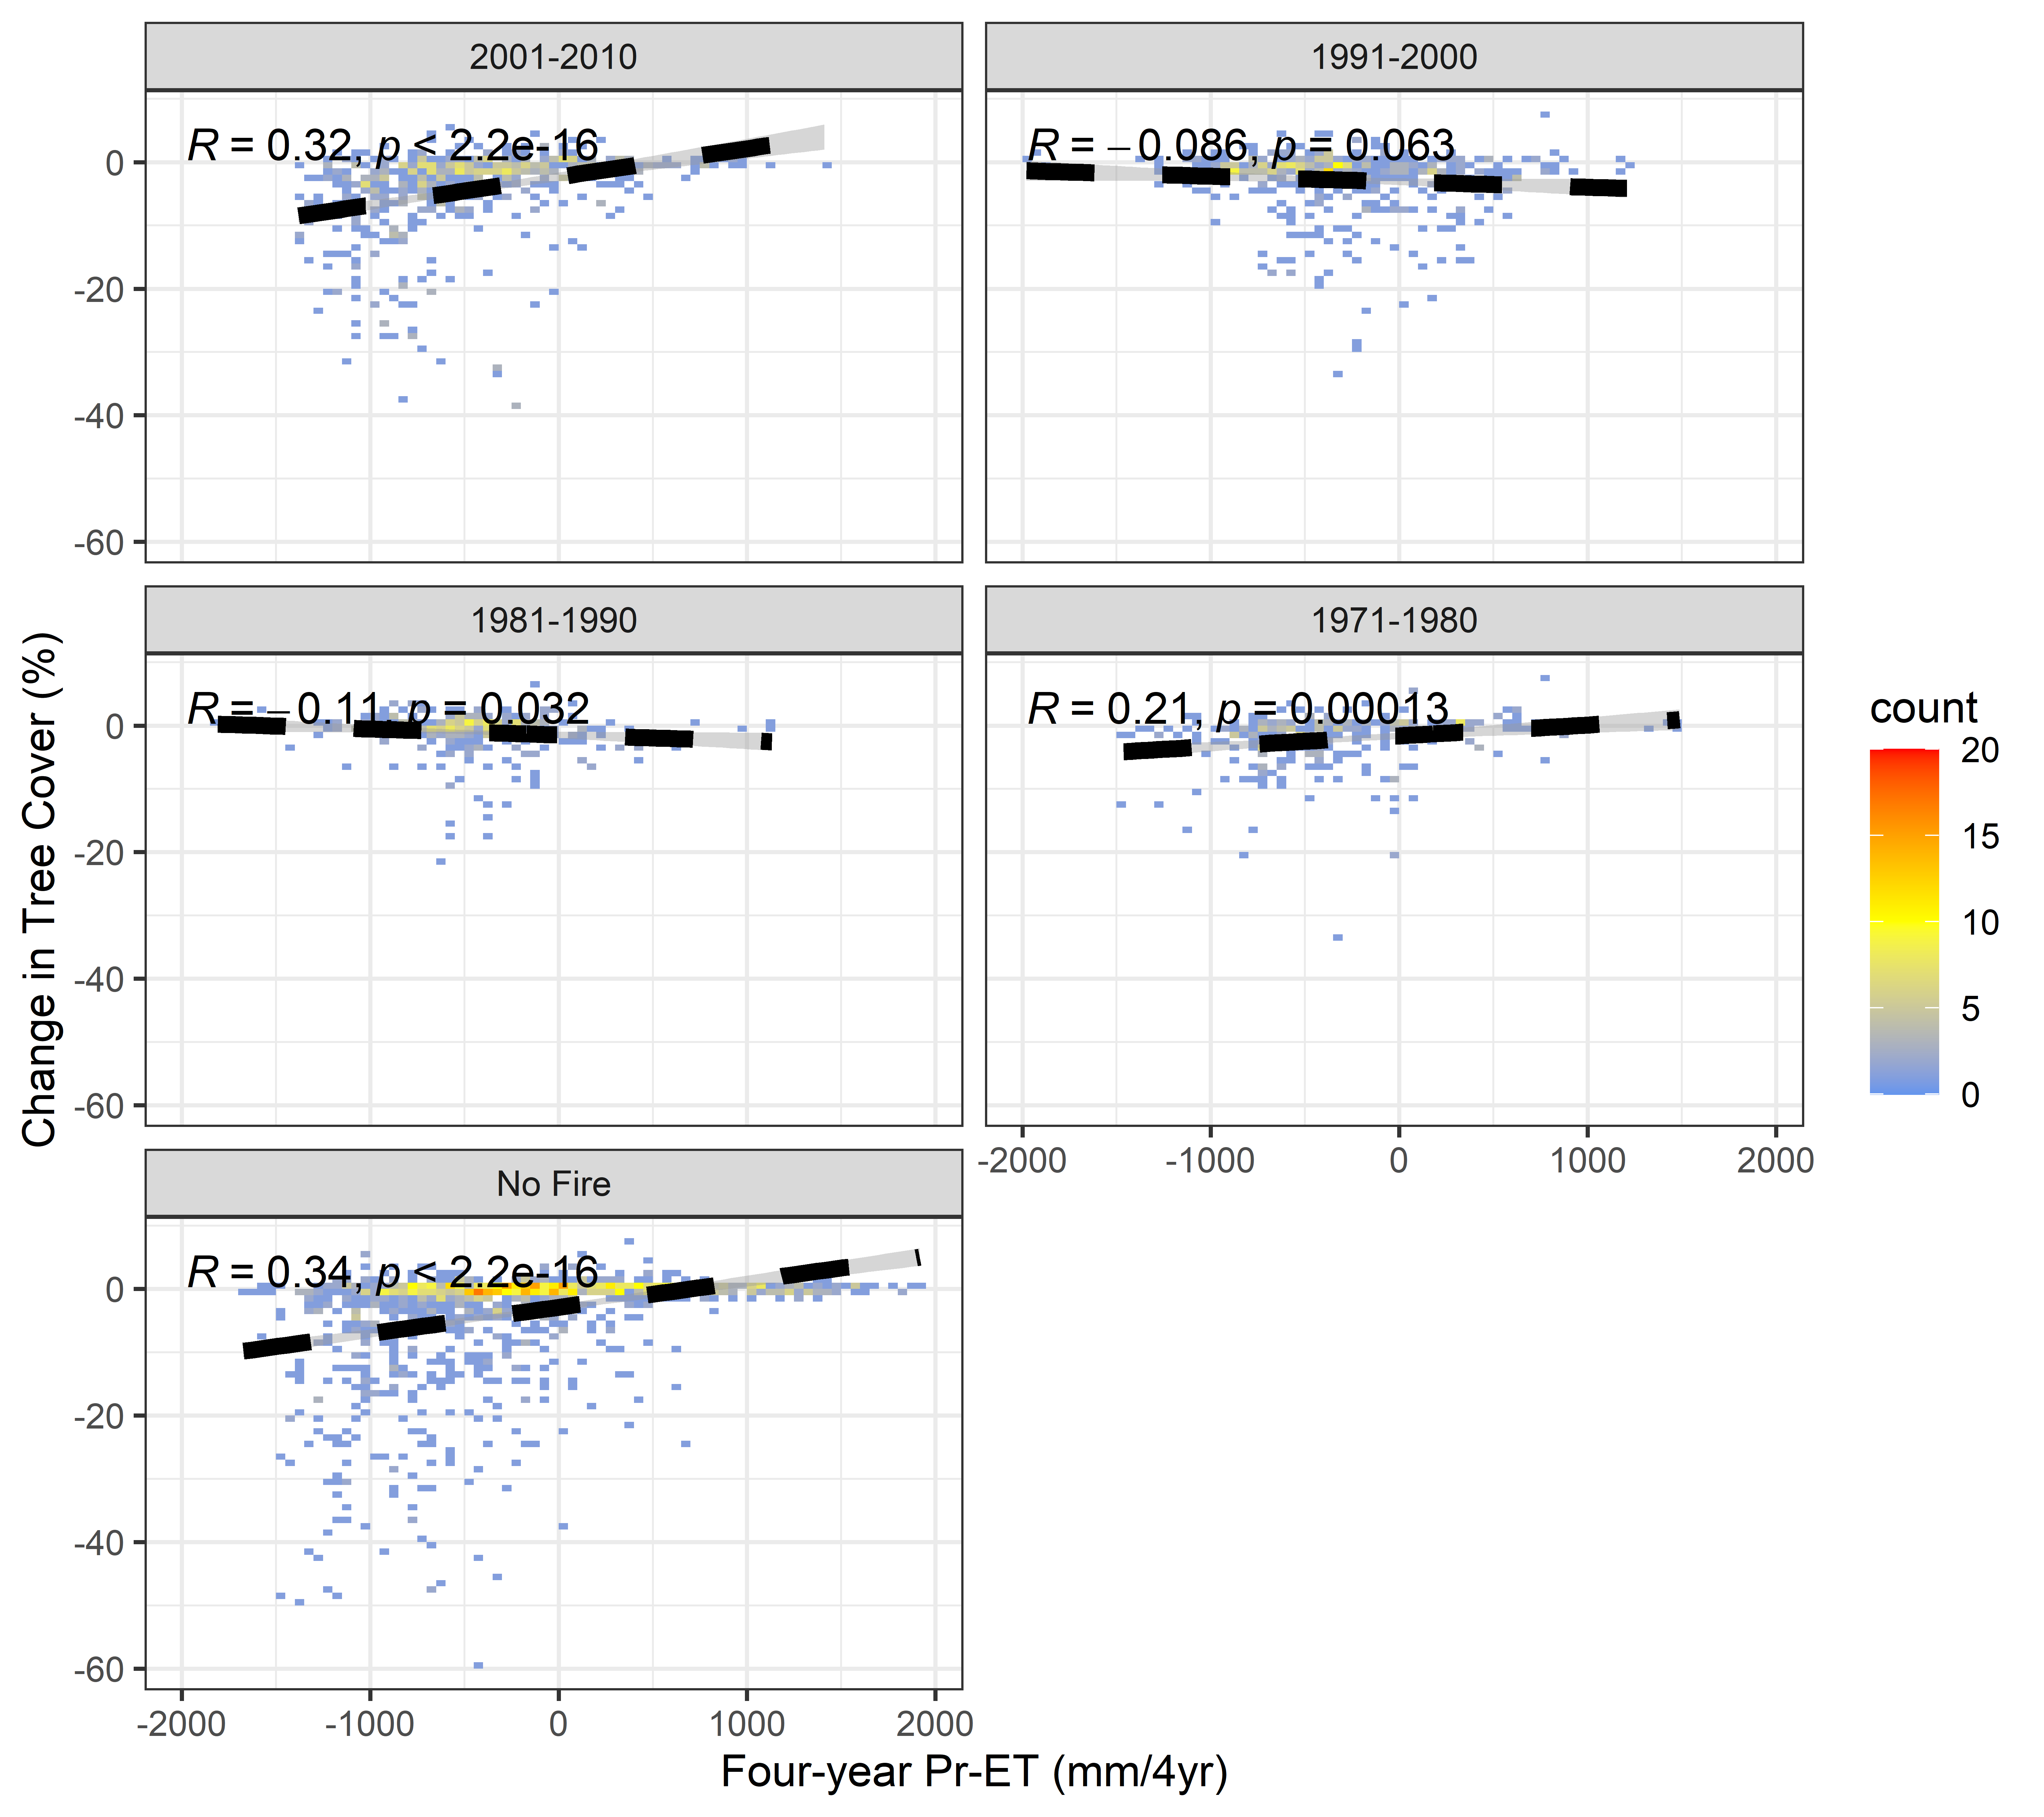 2001-2010
1991-2000
R = 0.32, p < 2.2e-16
R = −0.086, p = 0.063
0
-20
-40
-60
1981-1990
1971-1980
R = −0.11, p = 0.032
R = 0.21, p = 0.00013
0
-20
-40
-60
-2000 -1000 0 1000 2000
No Fire
R = 0.34, p < 2.2e-16
0
-20
-40
-60
-2000 -1000 0 1000 2000
Four-year Pr-ET (mm/4yr)
Change in Tree Cover (%)
count
20
15
10
5
0